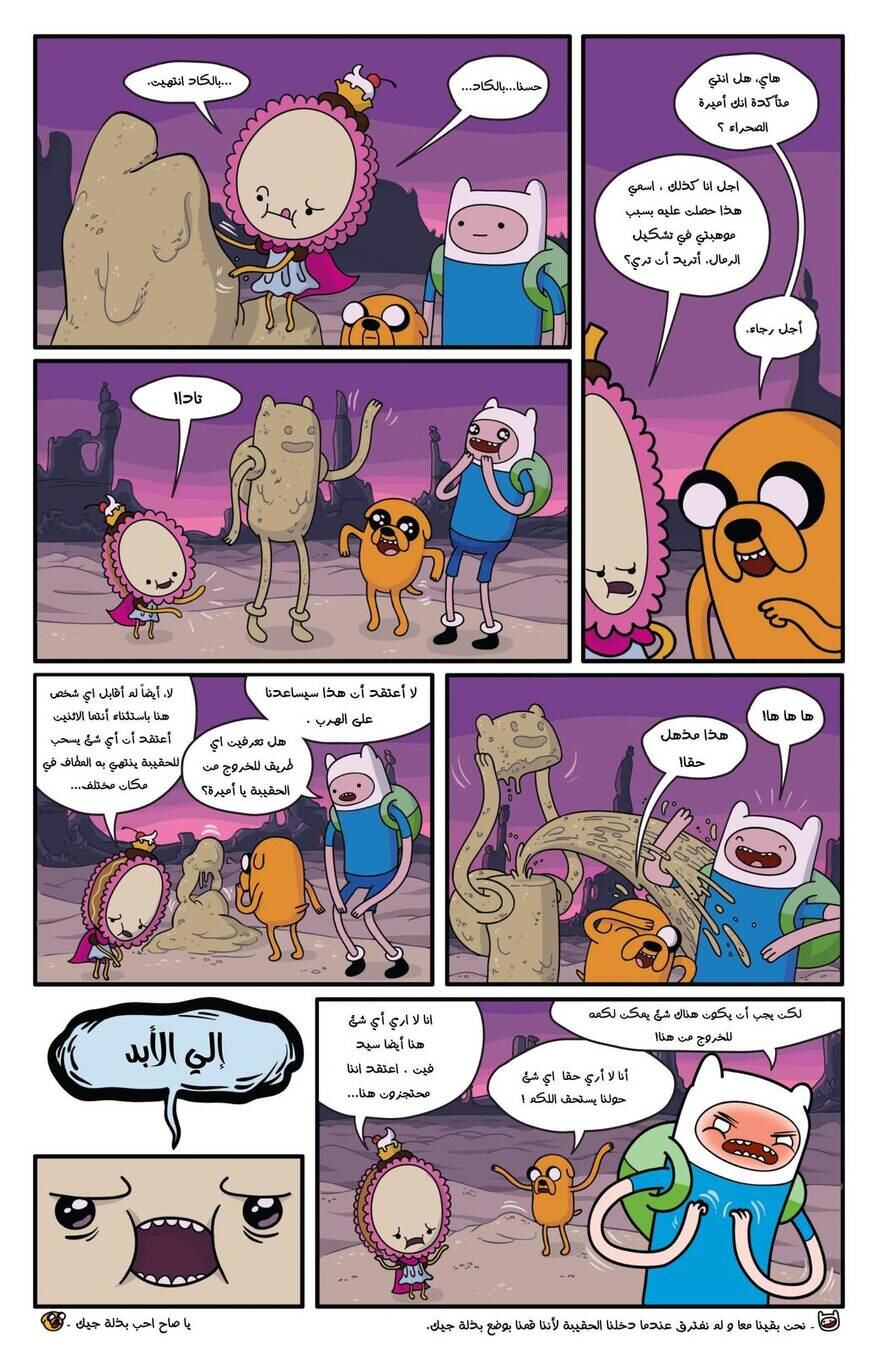 هاي، هل انتي
متأكدة انك أميرة
الصحراء ؟
اجل انا كذلك ، اسمي
هذا حصلت عليه بسبب
موهبتي في تشكيل
الرمال. أتريد أن تري؟
أجل رجاء.
حسنا...بالكاد...
...بالكاد انتهيت.
تادا!
ها ها ها!
هذا مذهل
حقا!
لا أعتقد أن هذا سيساعدنا
على الهرب .
هل تعرفين اي
طريف للخروج من
الحقيبة يا أميرة؟
لا، أيضاً لم أقابل اي شخص
هنا باستثناء أنتما الاثنين
أعتقد أن أي شئ يسحب
للحقيبة ينتهي به المطاف في
مكان مختلف...
لكن يجب أن يكون هناك شئ يمكن لكمه
للخروج من هنا!
أنا لا أري حقا اي شئ
حولنا يستحف اللكم !
انا لا اري أي شئ
هنا أيضا سيد
فين . اعتقد اننا
محتجزون هنا...
إلي الأبد
- نحن بقينا معا و لم نفترق عندما دخلنا الحقيبة لأننا قمنا بوضع بذلة جيك.
يا صاح احب بذلة جيك -